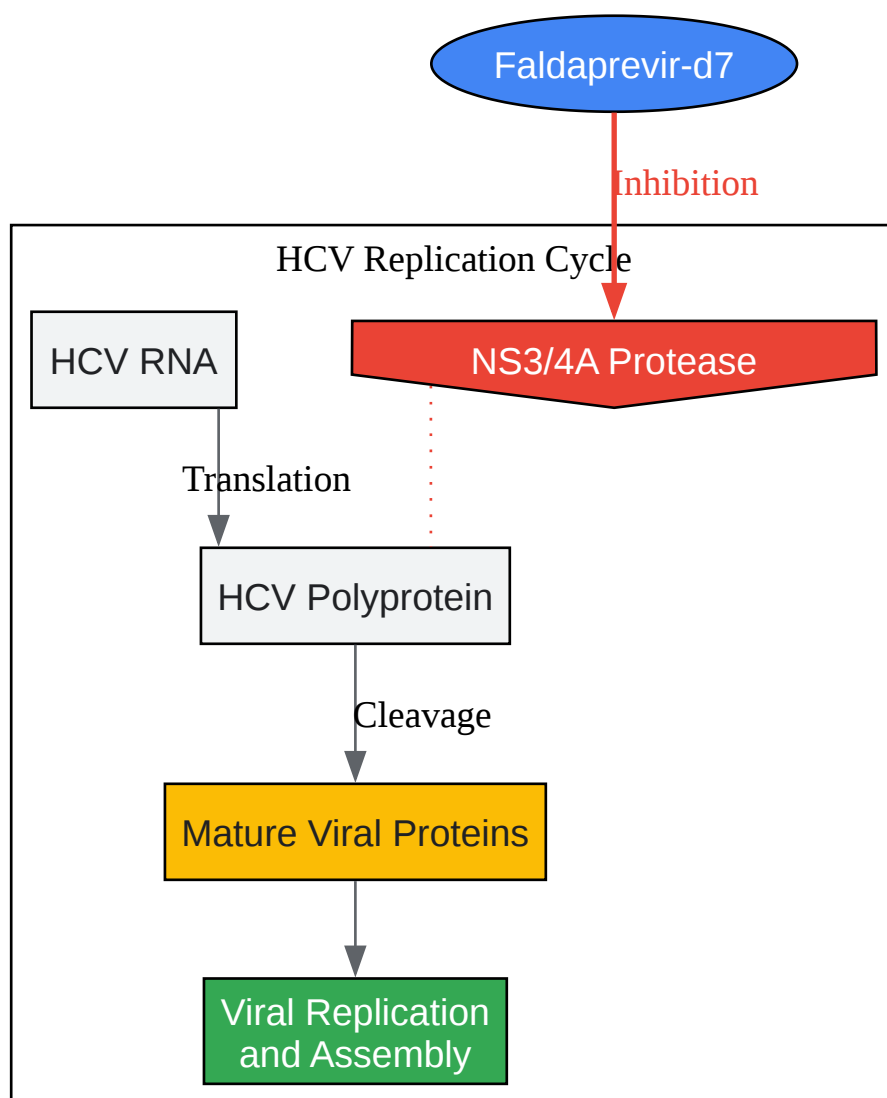 Faldaprevir-d7
Inhibition
HCV Replication Cycle
HCV RNA
NS3/4A Protease
Translation
HCV Polyprotein
Cleavage
Mature Viral Proteins
Viral Replication
and Assembly